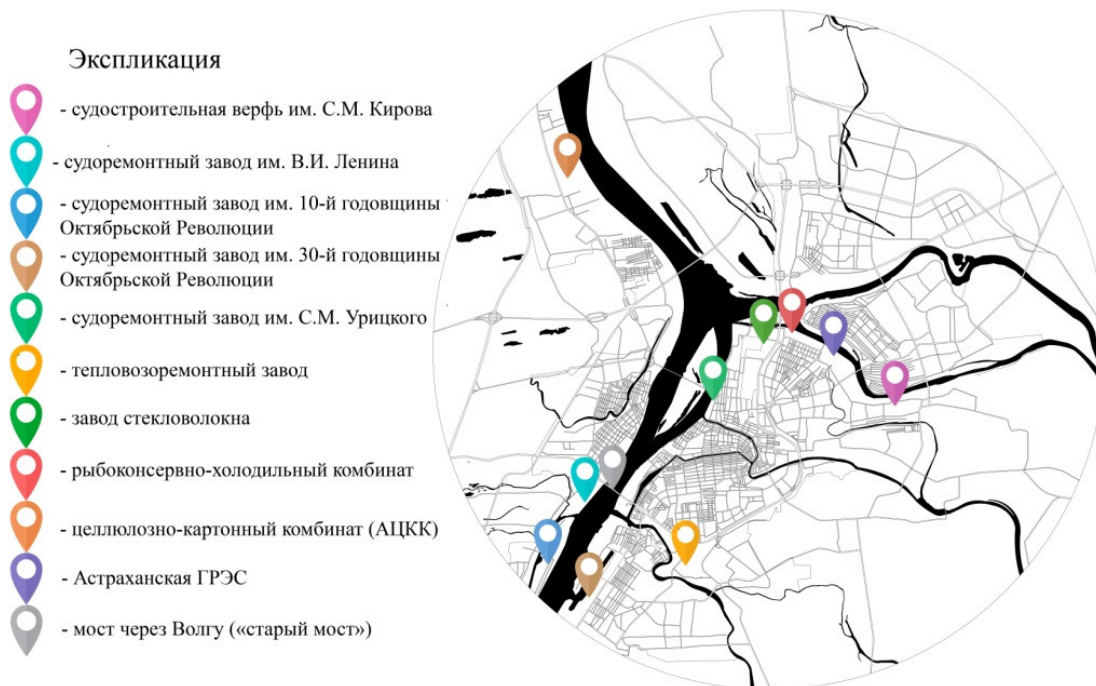 Экспликация
- судостроительная верфь им. С.М. Кирова
- судоремонтный завод им. В.И. Ленина
- судоремонтный завод им. 10-й годовщины
Октябрьской Революции
- судоремонтный завод им. 30-й годовщины
Октябрьской Революции
- судоремонтный завод им. С.М. Урицкого
- тепловозоремонтный завод
- завод стекловолокна
- рыбоконсервно-холодильный комбинат
- целлюлозно-картонный комбинат (АЦКК)
- Астраханская ГРЭС
- мост через Волгу («старый мост»)